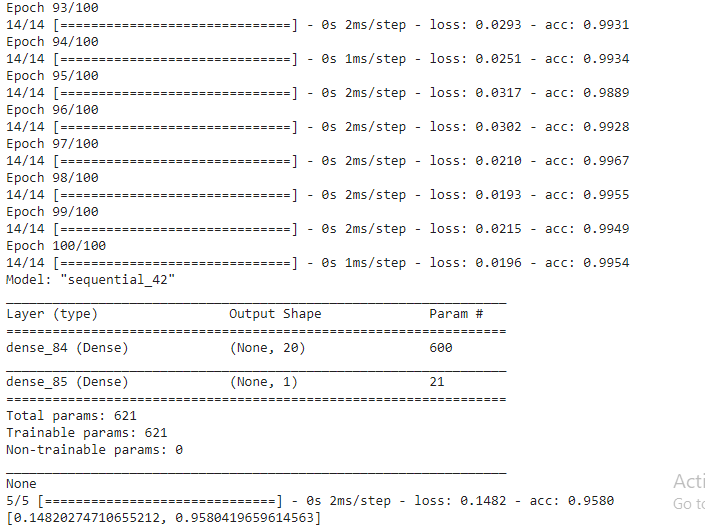 Epoch 93/100
14/14 [==============================] - 0s 2ms/step - loss: 0.0293 - acc: 0.9931
Epoch 94/100
14/14 [==============================] - 0s 1ms/step - loss: 0.0251 - acc: 0.9934
Epoch 95/100
14/14 [==============================] - 0s 2ms/step - loss: 0.0317 - acc: 0.9889
Epoch 96/100
14/14 [==============================] - 0s 2ms/step - loss: 0.0302 - acc: 0.9928
Epoch 97/100
14/14 [==============================] - 0s 2ms/step - loss: 0.0210 - acc: 0.9967
Epoch 98/100
14/14 [==============================] - 0s 2ms/step - loss: 0.0193 - acc: 0.9955
Epoch 99/100
14/14 [==============================] - 0s 2ms/step - loss: 0.0215 - acc: 0.9949
Epoch 100/100
14/14 [==============================] - 0s 1ms/step - loss: 0.0196 - acc: 0.9954
Model: "sequential_42"
_________________________________________________________________
Layer (type)                 Output Shape              Param #
=================================================================
dense_84 (Dense)             (None, 20)                600
_________________________________________________________________
dense_85 (Dense)             (None, 1)                 21
=================================================================
Total params: 621
Trainable params: 621
Non-trainable params: 0
_________________________________________________________________
None
5/5 [==============================] - 0s 2ms/step - loss: 0.1482 - acc: 0.9580
[0.14820274710655212, 0.9580419659614563]
Acti
Go to